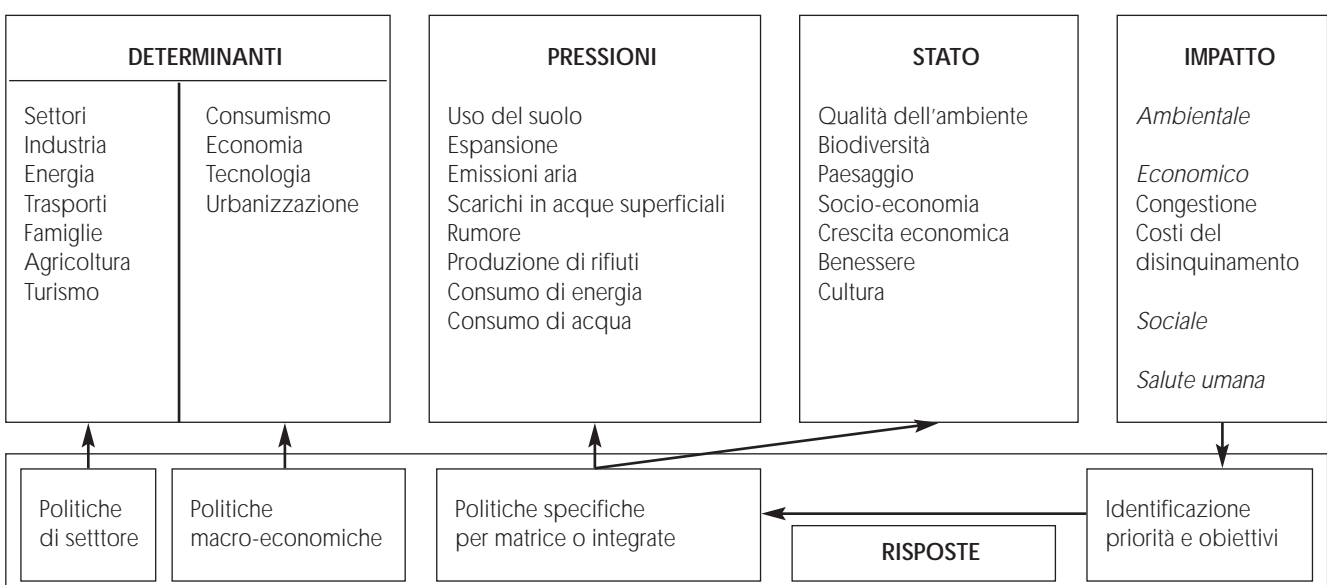 DETERMINANTI
Settori
Industria
Energia
Trasporti
Famiglie
Agricoltura
Turismo
Consumismo
Economia
Tecnologia
Urbanizzazione
PRESSIONI
Uso del suolo
Espansione
Emissioni aria
Scarichi in acque superficiali
Rumore
Produzione di rifiuti
Consumo di energia
Consumo di acqua
STATO
Qualità dell'ambiente
Biodiversità
Paesaggio
Socio-economia
Crescita economica
Benessere
Cultura
IMPATTO
Ambientale
Economico
Congestione
Costi del
disinquinamento
Sociale
Salute umana
Politiche
di setttore
Politiche
macro-economiche
Politiche specifiche
per matrice o integrate
RISPOSTE
Identificazione
priorità e obiettivi